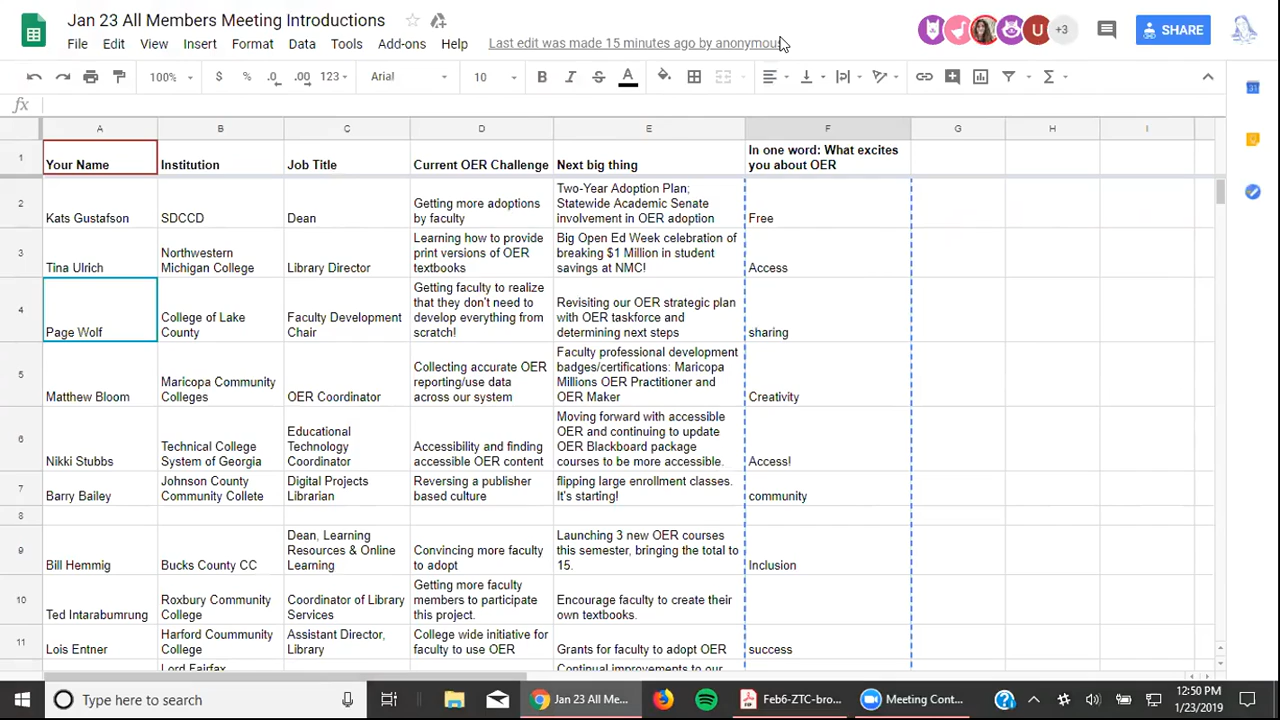 Jan 23 All Members Meeting Introductions
File Edit View Insert Format Data Tools Add-ons Help Last edit was made 15 minutes ago by anonymous
U +3 SHARE
100% $ % .0 .00 123 Arial 10 B I S A Σ
fx
A B C D E F G H I
1 Your Name Institution Job Title Current OER Challenge Next big thing In one word: What excites
you about OER
2 Kats Gustafson SDCCD Dean Getting more adoptions
by faculty Two-Year Adoption Plan;
Statewide Academic Senate
involvement in OER adoption Free
3 Tina Ulrich Northwestern
Michigan College Library Director Learning how to provide
print versions of OER
textbooks Big Open Ed Week celebration of
breaking $1 Million in student
savings at NMC! Access
4 Page Wolf College of Lake
County Faculty Development
Chair Getting faculty to realize
that they don't need to
develop everything from
scratch! Revisiting our OER strategic plan
with OER taskforce and
determining next steps sharing
5 Matthew Bloom Maricopa Community
Colleges OER Coordinator Collecting accurate OER
reporting/use data
across our system Faculty professional development
badges/certifications: Maricopa
Millions OER Practitioner and
OER Maker Creativity
6 Nikki Stubbs Technical College
System of Georgia Educational
Technology
Coordinator Accessibility and finding
accessible OER content Moving forward with accessible
OER and continuing to update
OER Blackboard package
courses to be more accessible. Access!
7 Barry Bailey Johnson County
Community Collete Digital Projects
Librarian Reversing a publisher
based culture flipping large enrollment classes.
It's starting! community
8
9 Bill Hemmig Bucks County CC Dean, Learning
Resources & Online
Learning Convincing more faculty
to adopt Launching 3 new OER courses
this semester, bringing the total to
15. Inclusion
10 Ted Intarabumrung Roxbury Community
College Coordinator of Library
Services Getting more faculty
members to participate
this project. Encourage faculty to create their
own textbooks.
11 Lois Entner Harford Coummunity
College Assistant Director,
Library College wide initiative for
faculty to use OER Grants for faculty to adopt OER success
Lord Fairfax Continual improvements to our
Type here to search Jan 23 All Me... Feb6-ZTC-bro... Meeting Cont... 12:50 PM
1/23/2019